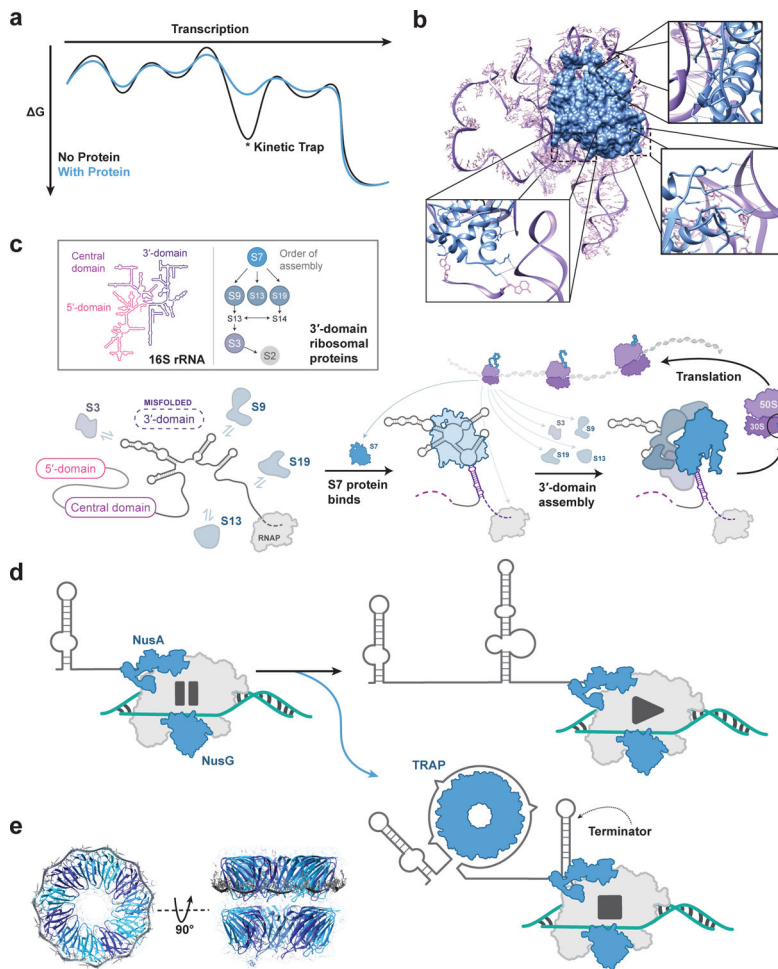 a
Transcription
ΔG
* Kinetic Trap
No Protein
With Protein
b
c
Central
domain
3′-domain
5′-domain
16S rRNA
S7
Order of
assembly
S9
S13
S19
S13
S14
S3
S2
3′-domain
ribosomal
proteins
S3
MISFOLDED
3′-domain
S9
S19
5′-domain
Central domain
S13
RNAP
S7
S7 protein
binds
S3
S9
S19
S13
3′-domain
assembly
Translation
50S
30S
d
NusA
NusG
TRAP
Terminator
e
90°